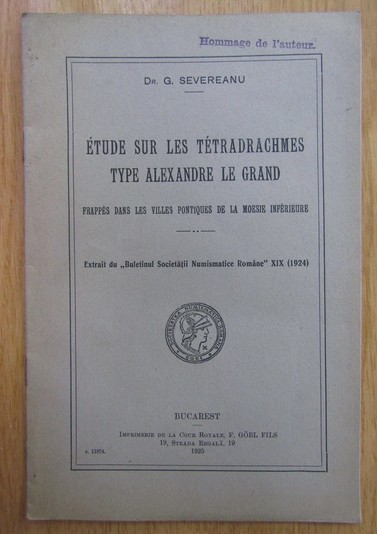 Hommage de l'auteur.
Dr. G. SEVEREANU
ÉTUDE SUR LES TÉTRADRACHMES
TYPE ALEXANDRE LE GRAND
FRAPPÉS DANS LES VILLES PONTIQUES DE LA MOESIE INFÉRIEURE
Extrait du „Buletinul Societății Numismatice Române" XIX (1924)
BUCAREST
Imprimerie de la Cour Royale, F. GÖBL FILS
19, Strada Regală, 19
1925